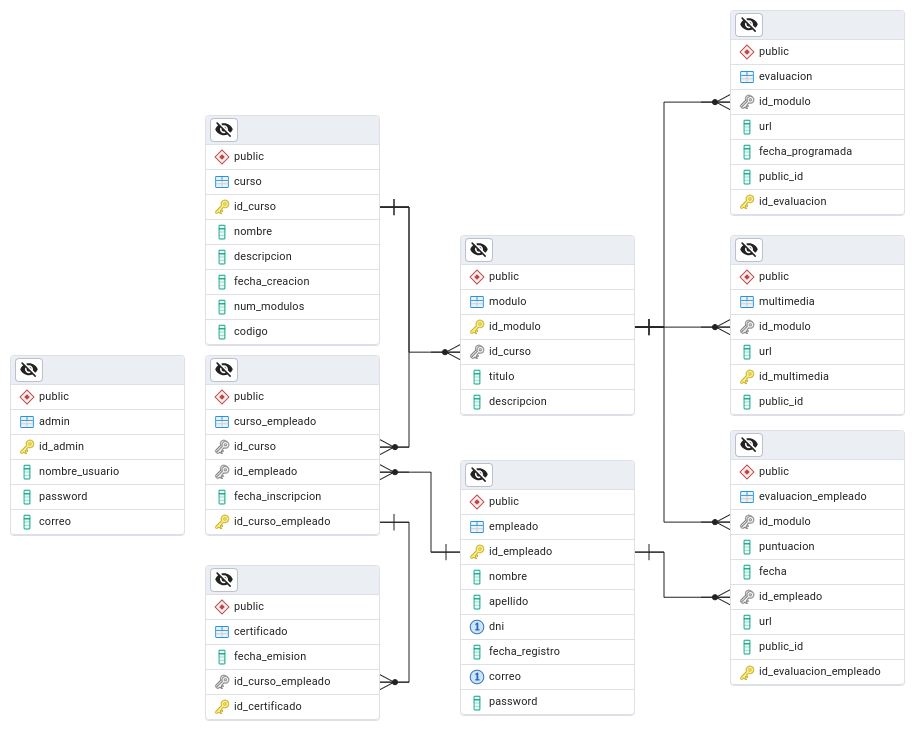 public
evaluacion
id_modulo
url
fecha_programada
public_id
id_evaluacion
public
curso
id_curso
nombre
descripcion
fecha_creacion
num_modulos
codigo
public
modulo
id_modulo
id_curso
titulo
descripcion
public
multimedia
id_modulo
url
id_multimedia
public_id
public
admin
id_admin
nombre_usuario
password
correo
public
curso_empleado
id_curso
id_empleado
fecha_inscripcion
id_curso_empleado
public
empleado
id_empleado
nombre
apellido
1 dni
fecha_registro
1 correo
password
public
evaluacion_empleado
id_modulo
puntuacion
fecha
id_empleado
url
public_id
id_evaluacion_empleado
public
certificado
fecha_emision
id_curso_empleado
id_certificado